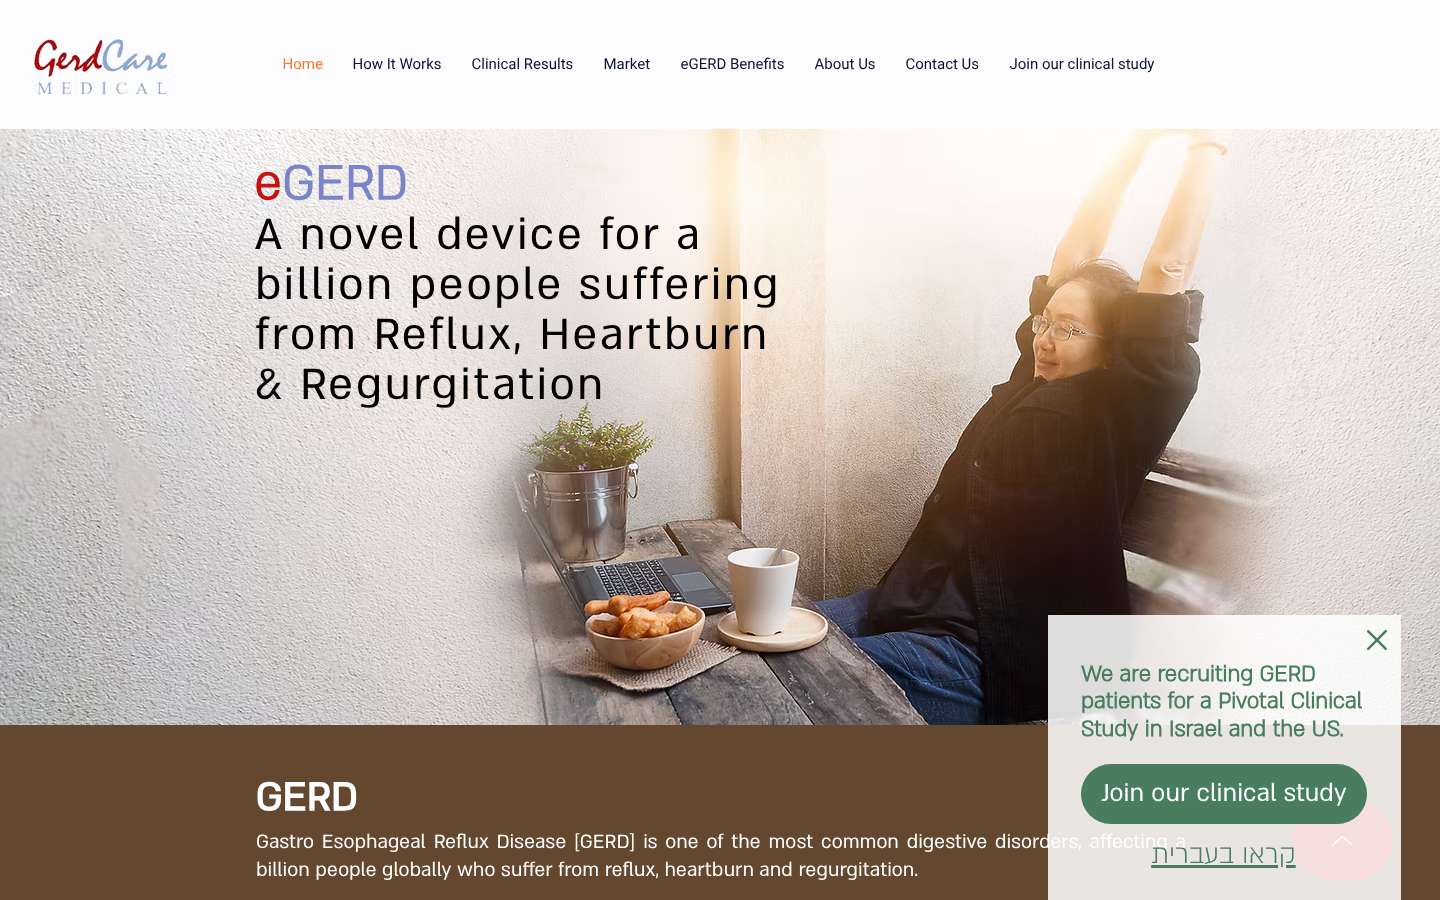 GerdCare
MEDICAL
Home How It Works Clinical Results Market eGERD Benefits About Us Contact Us Join our clinical study
eGERD
A novel device for a
billion people suffering
from Reflux, Heartburn
& Regurgitation
GERD
Gastro Esophageal Reflux Disease [GERD] is one of the most common digestive disorders, affecting a
billion people globally who suffer from reflux, heartburn and regurgitation.
We are recruiting GERD
patients for a Pivotal Clinical
Study in Israel and the US.
Join our clinical study
קראו בעברית